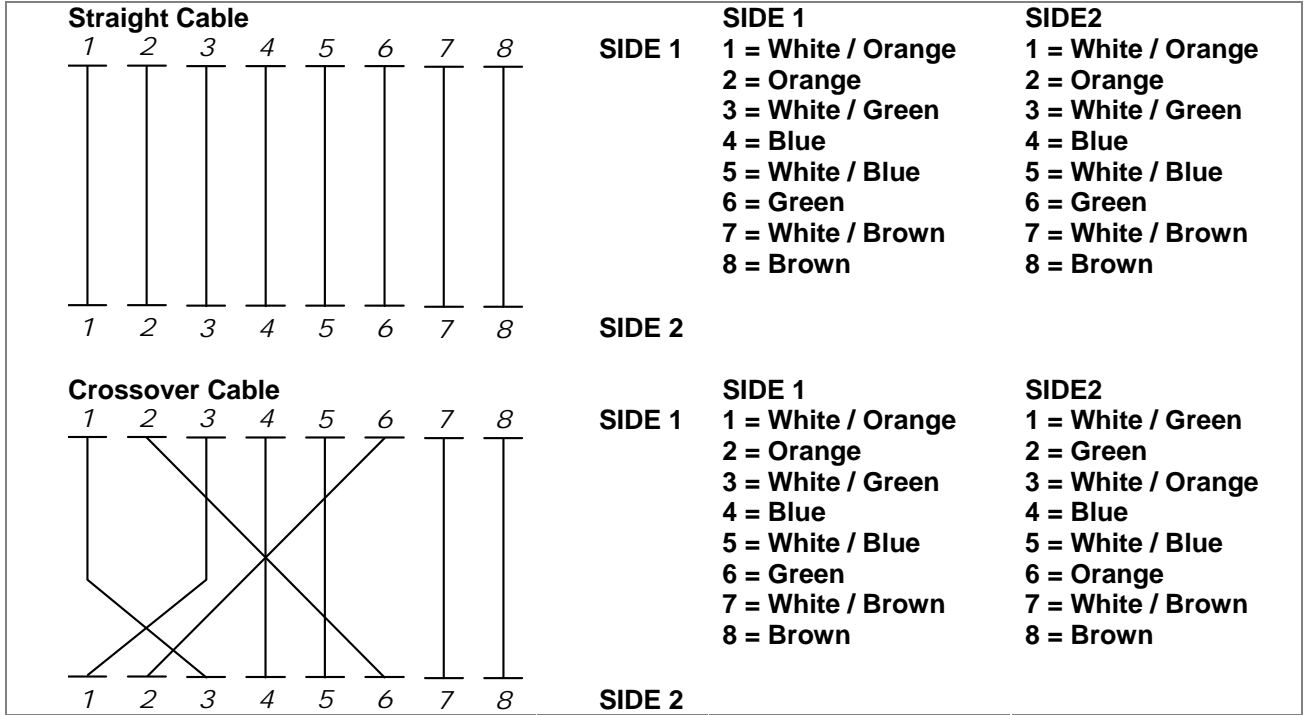 Straight Cable SIDE 1 SIDE2
1 2 3 4 5 6 7 8 SIDE 1 1 = White / Orange 1 = White / Orange
2 = Orange 2 = Orange
3 = White / Green 3 = White / Green
4 = Blue 4 = Blue
5 = White / Blue 5 = White / Blue
6 = Green 6 = Green
7 = White / Brown 7 = White / Brown
8 = Brown 8 = Brown
1 2 3 4 5 6 7 8 SIDE 2
Crossover Cable SIDE 1 SIDE2
1 2 3 4 5 6 7 8 SIDE 1 1 = White / Orange 1 = White / Green
2 = Orange 2 = Green
3 = White / Green 3 = White / Orange
4 = Blue 4 = Blue
5 = White / Blue 5 = White / Blue
6 = Green 6 = Orange
7 = White / Brown 7 = White / Brown
8 = Brown 8 = Brown
1 2 3 4 5 6 7 8 SIDE 2